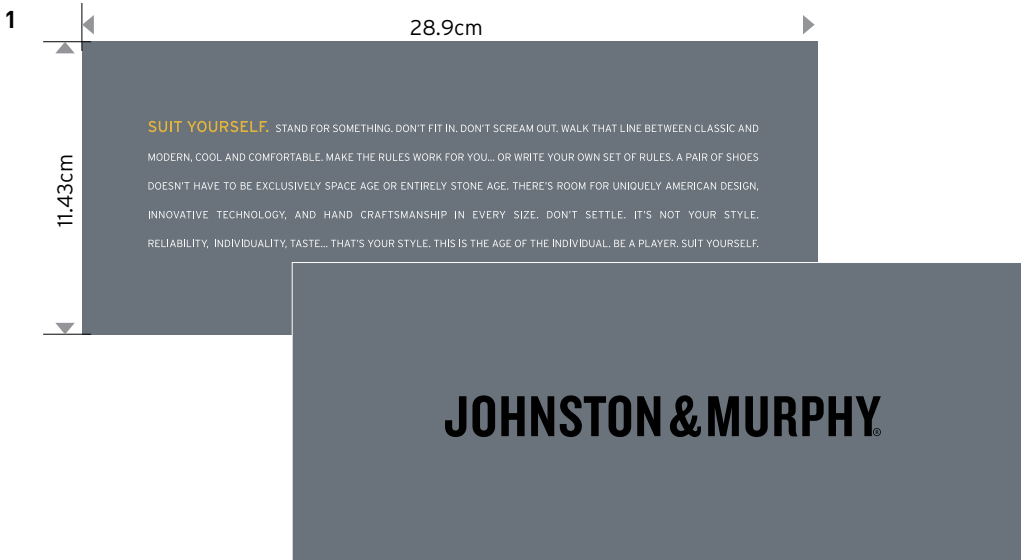 1
28.9cm
11.43cm
SUIT YOURSELF. STAND FOR SOMETHING. DON'T FIT IN. DON'T SCREAM OUT. WALK THAT LINE BETWEEN CLASSIC AND
MODERN, COOL AND COMFORTABLE. MAKE THE RULES WORK FOR YOU... OR WRITE YOUR OWN SET OF RULES. A PAIR OF SHOES
DOESN'T HAVE TO BE EXCLUSIVELY SPACE AGE OR ENTIRELY STONE AGE. THERE'S ROOM FOR UNIQUELY AMERICAN DESIGN,
INNOVATIVE TECHNOLOGY, AND HAND CRAFTSMANSHIP IN EVERY SIZE. DON'T SETTLE. IT'S NOT YOUR STYLE.
RELIABILITY, INDIVIDUALITY, TASTE... THAT'S YOUR STYLE. THIS IS THE AGE OF THE INDIVIDUAL. BE A PLAYER. SUIT YOURSELF.
JOHNSTON & MURPHY®